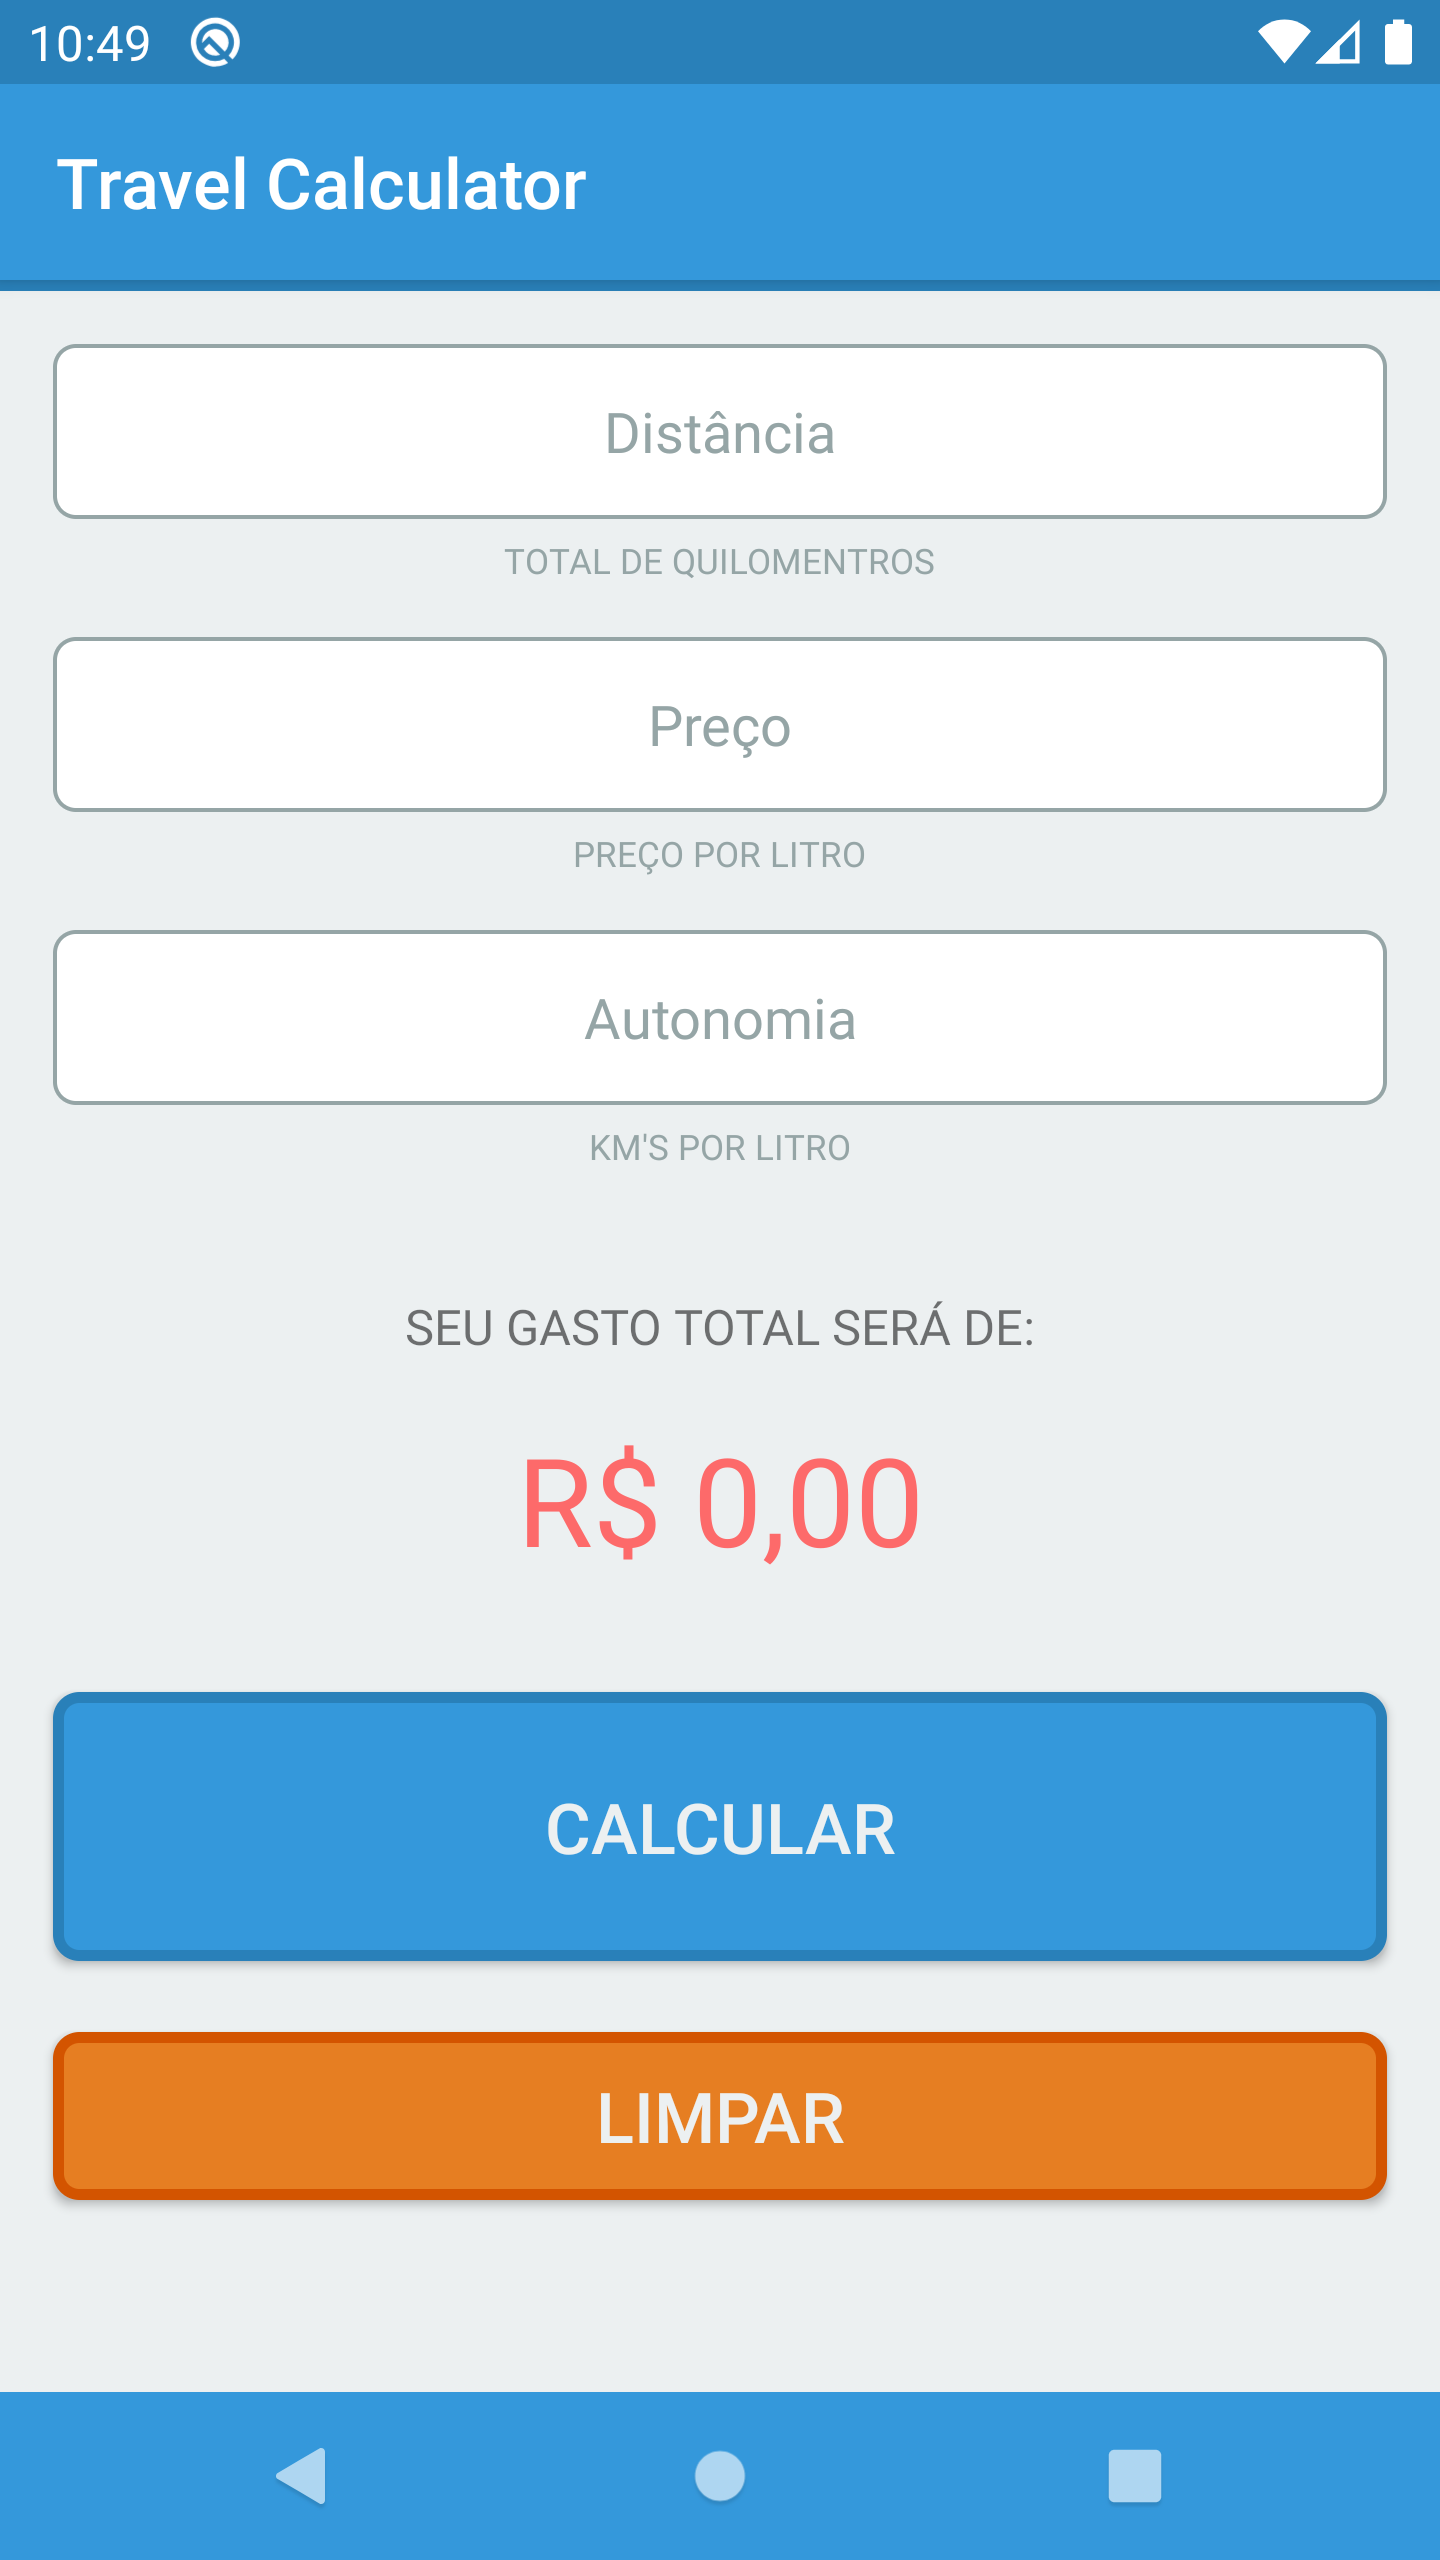 10:49
Travel Calculator
Distância
TOTAL DE QUILOMENTROS
Preço
PREÇO POR LITRO
Autonomia
KM'S POR LITRO
SEU GASTO TOTAL SERÁ DE:
R$ 0,00
CALCULAR
LIMPAR